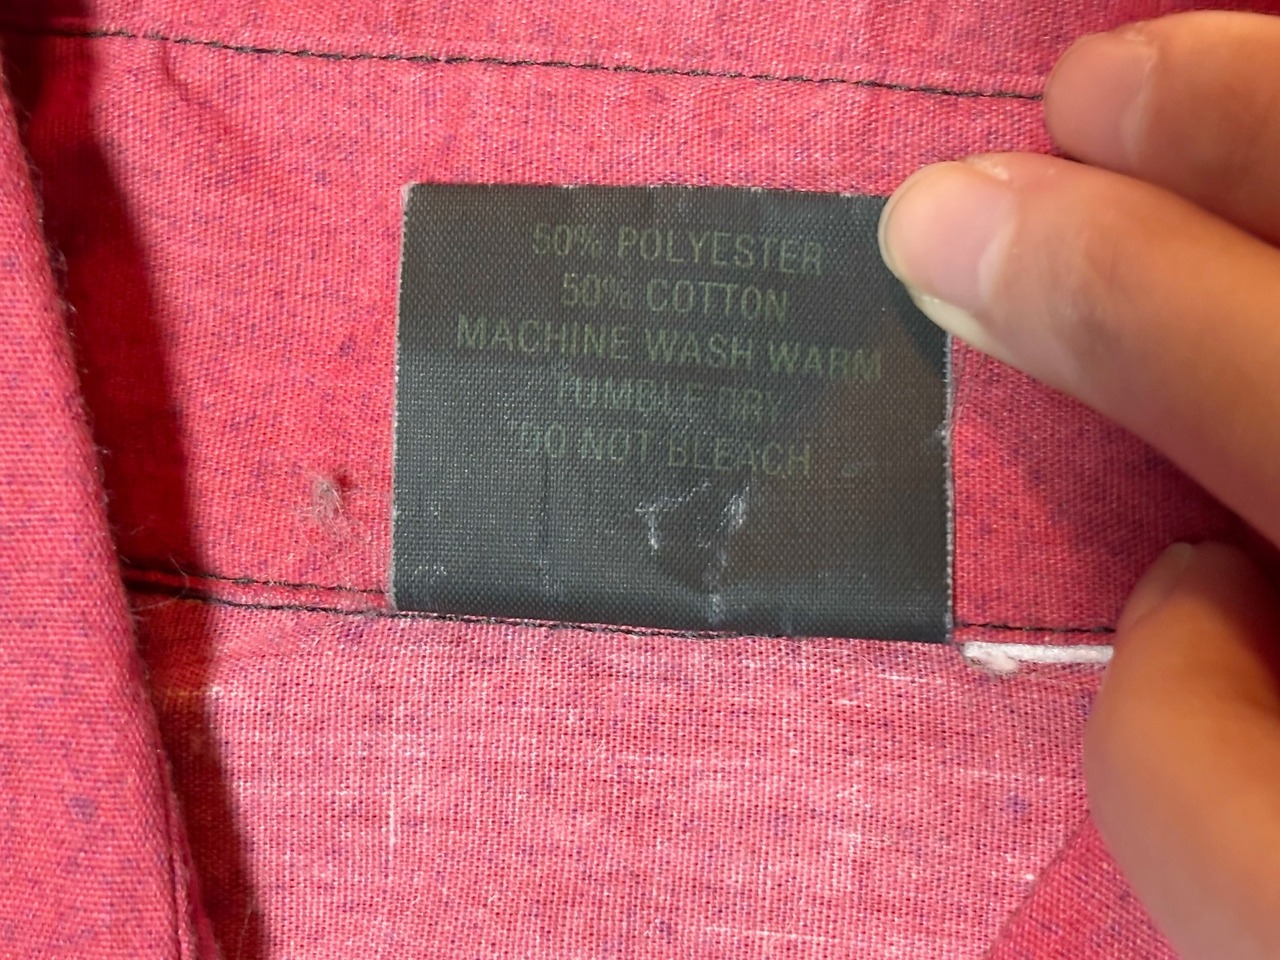 50% POLYESTER
50% COTTON
MACHINE WASH WARM
TUMBLE DRY
DO NOT BLEACH